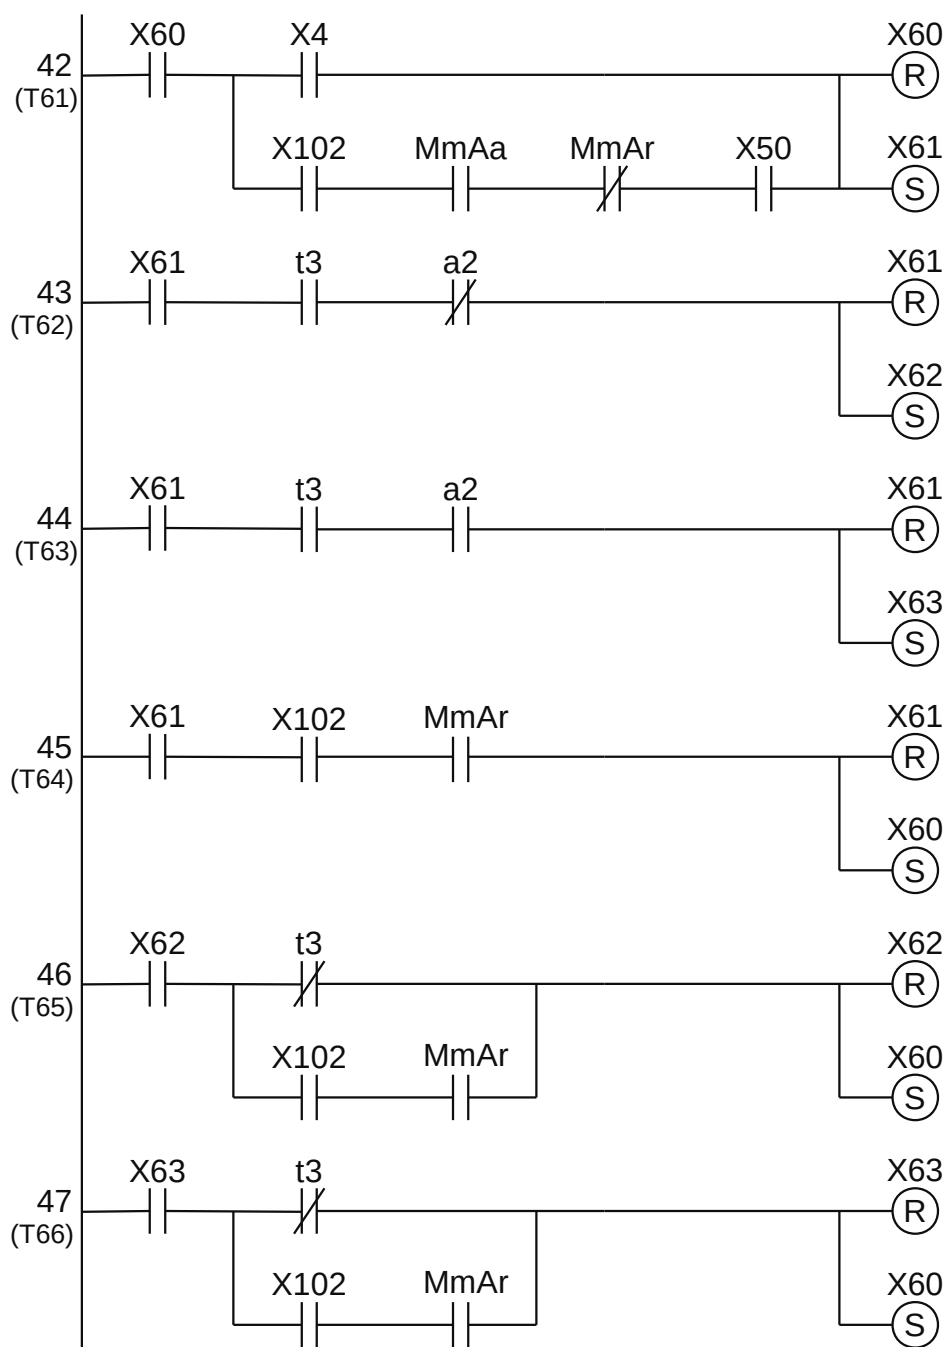 X60 X4 X60
42 R
(T61)
X102 MmAa MmAr X50 X61
S
X61 t3 a2 X61
43 R
(T62)
X62
S
X61 t3 a2 X61
44 R
(T63)
X63
S
X61 X102 MmAr X61
45 R
(T64)
X60
S
X62 t3 X62
46 R
(T65)
X102 MmAr X60
S
X63 t3 X63
47 R
(T66)
X102 MmAr X60
S